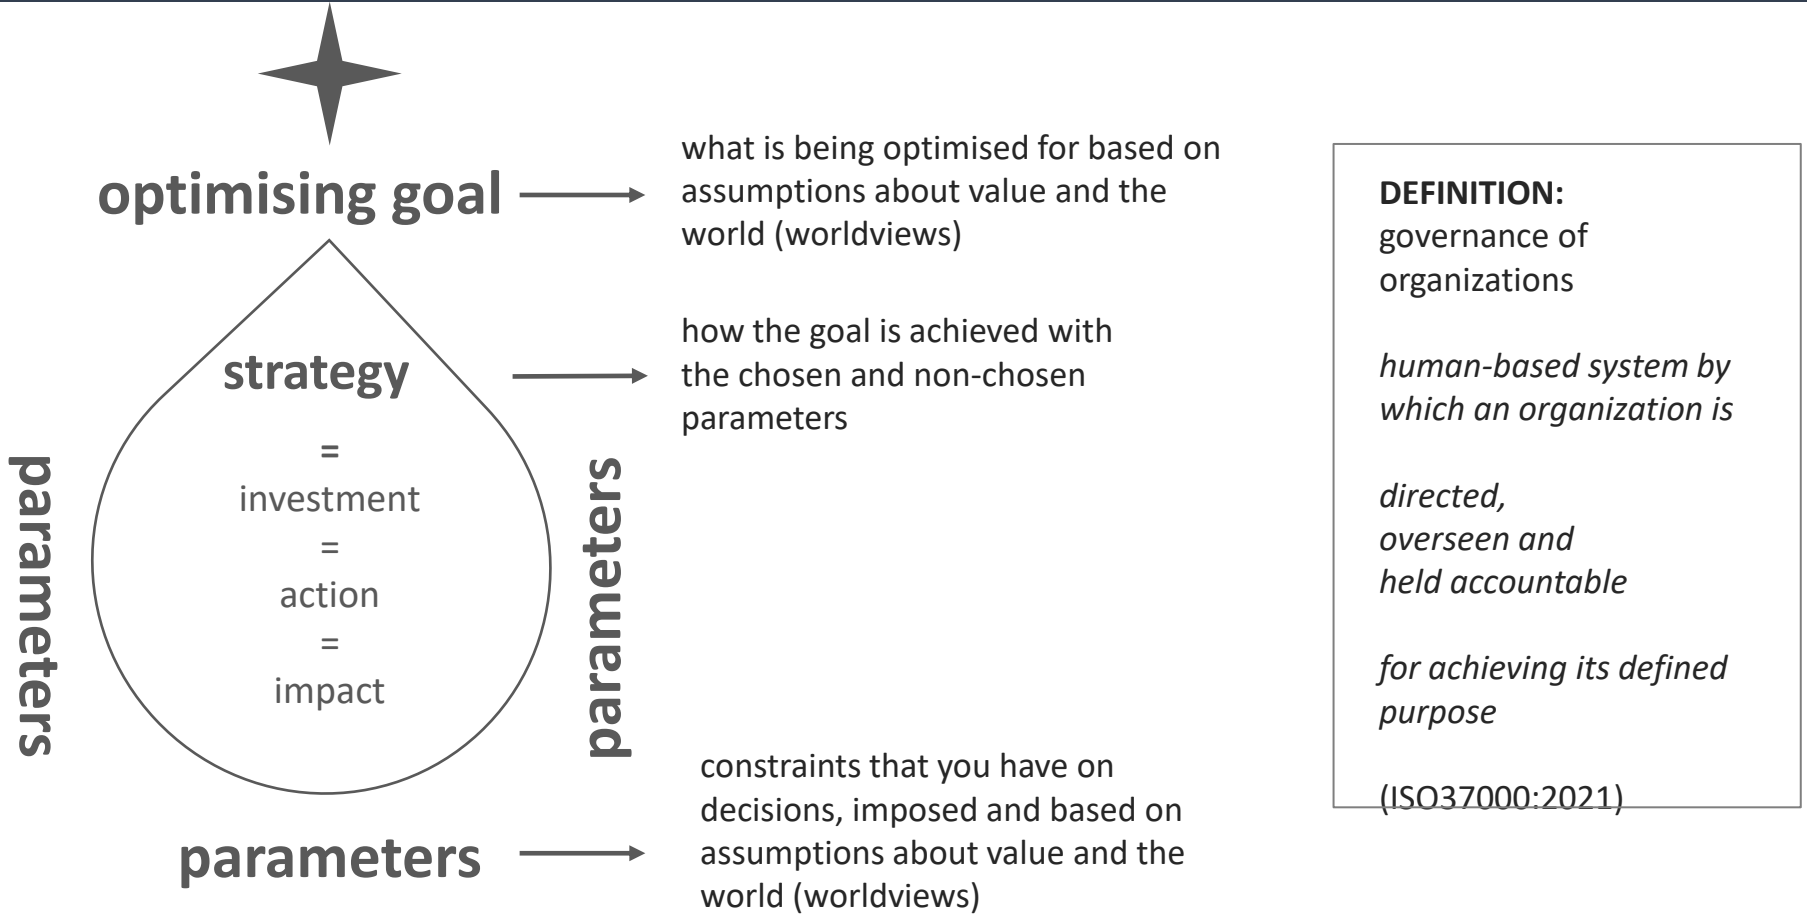 optimising goal
what is being optimised for based on
assumptions about value and the
world (worldviews)
strategy
=
investment
=
action
=
impact
how the goal is achieved with
the chosen and non-chosen
parameters
parameters
parameters
parameters
constraints that you have on
decisions, imposed and based on
assumptions about value and the
world (worldviews)
DEFINITION:
governance of
organizations
human-based system by
which an organization is
directed,
overseen and
held accountable
for achieving its defined
purpose
(ISO37000:2021)